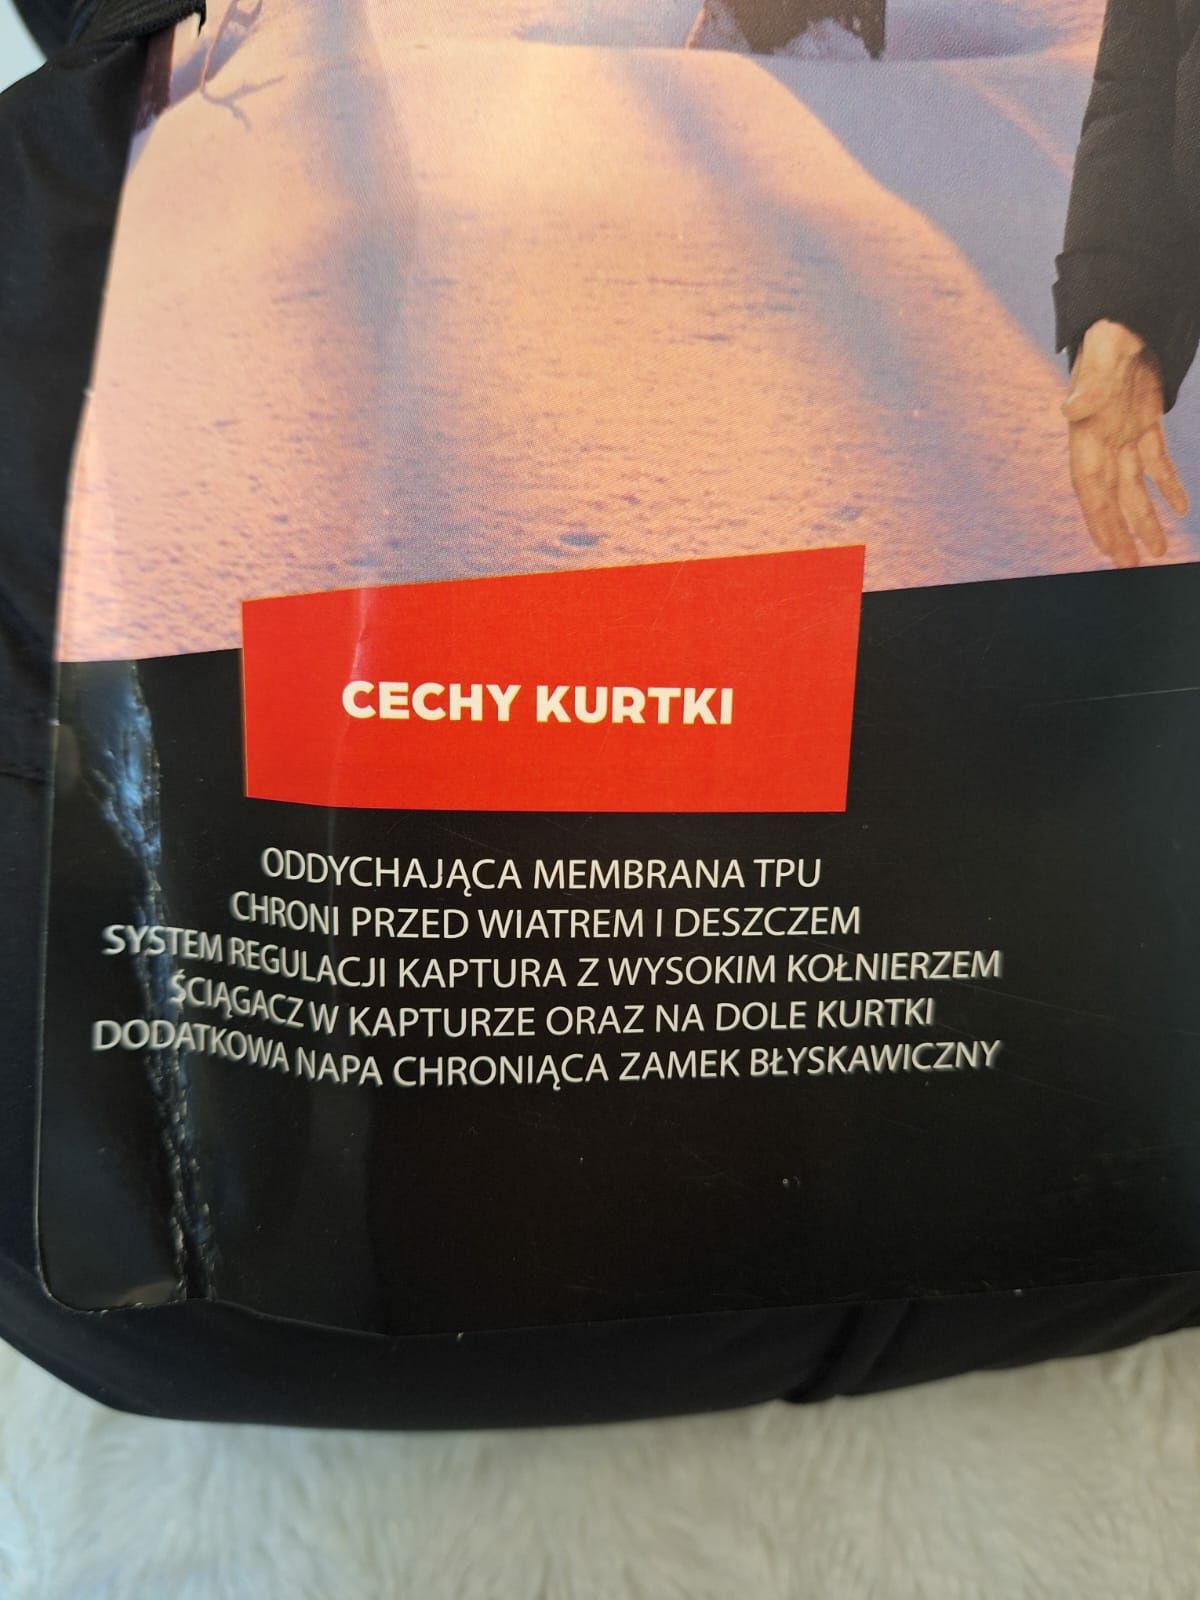 CECHY KURTKI
ODDYCHAJĄCA MEMBRANA TPU
CHRONI PRZED WIATREM I DESZCZEM
SYSTEM REGULACJI KAPTURA Z WYSOKIM KOŁNIERZEM
ŚCIĄGACZ W KAPTURZE ORAZ NA DOLE KURTKI
DODATKOWA NAPA CHRONIĄCA ZAMEK BŁYSKAWICZNY